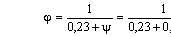 φ = 1/(0,23 + ψ) = 1/(0,23 + 0,